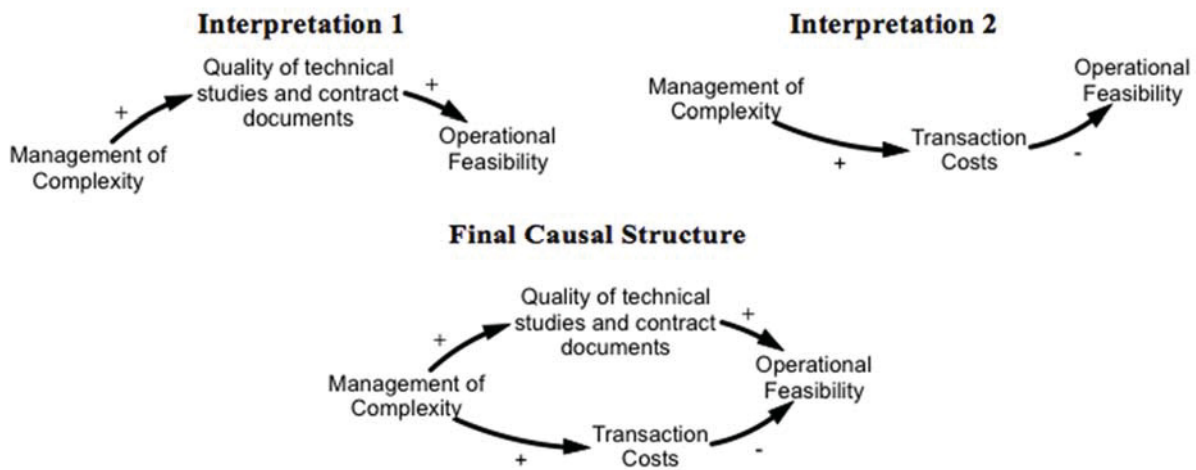 Interpretation 1
Quality of technical
studies and contract
documents
+
+
Management of
Complexity
Operational
Feasibility
Interpretation 2
Management of
Complexity
Operational
Feasibility
Transaction
Costs
+
-
Final Causal Structure
Quality of technical
studies and contract
documents
+
+
Management of
Complexity
Operational
Feasibility
Transaction
Costs
+
-